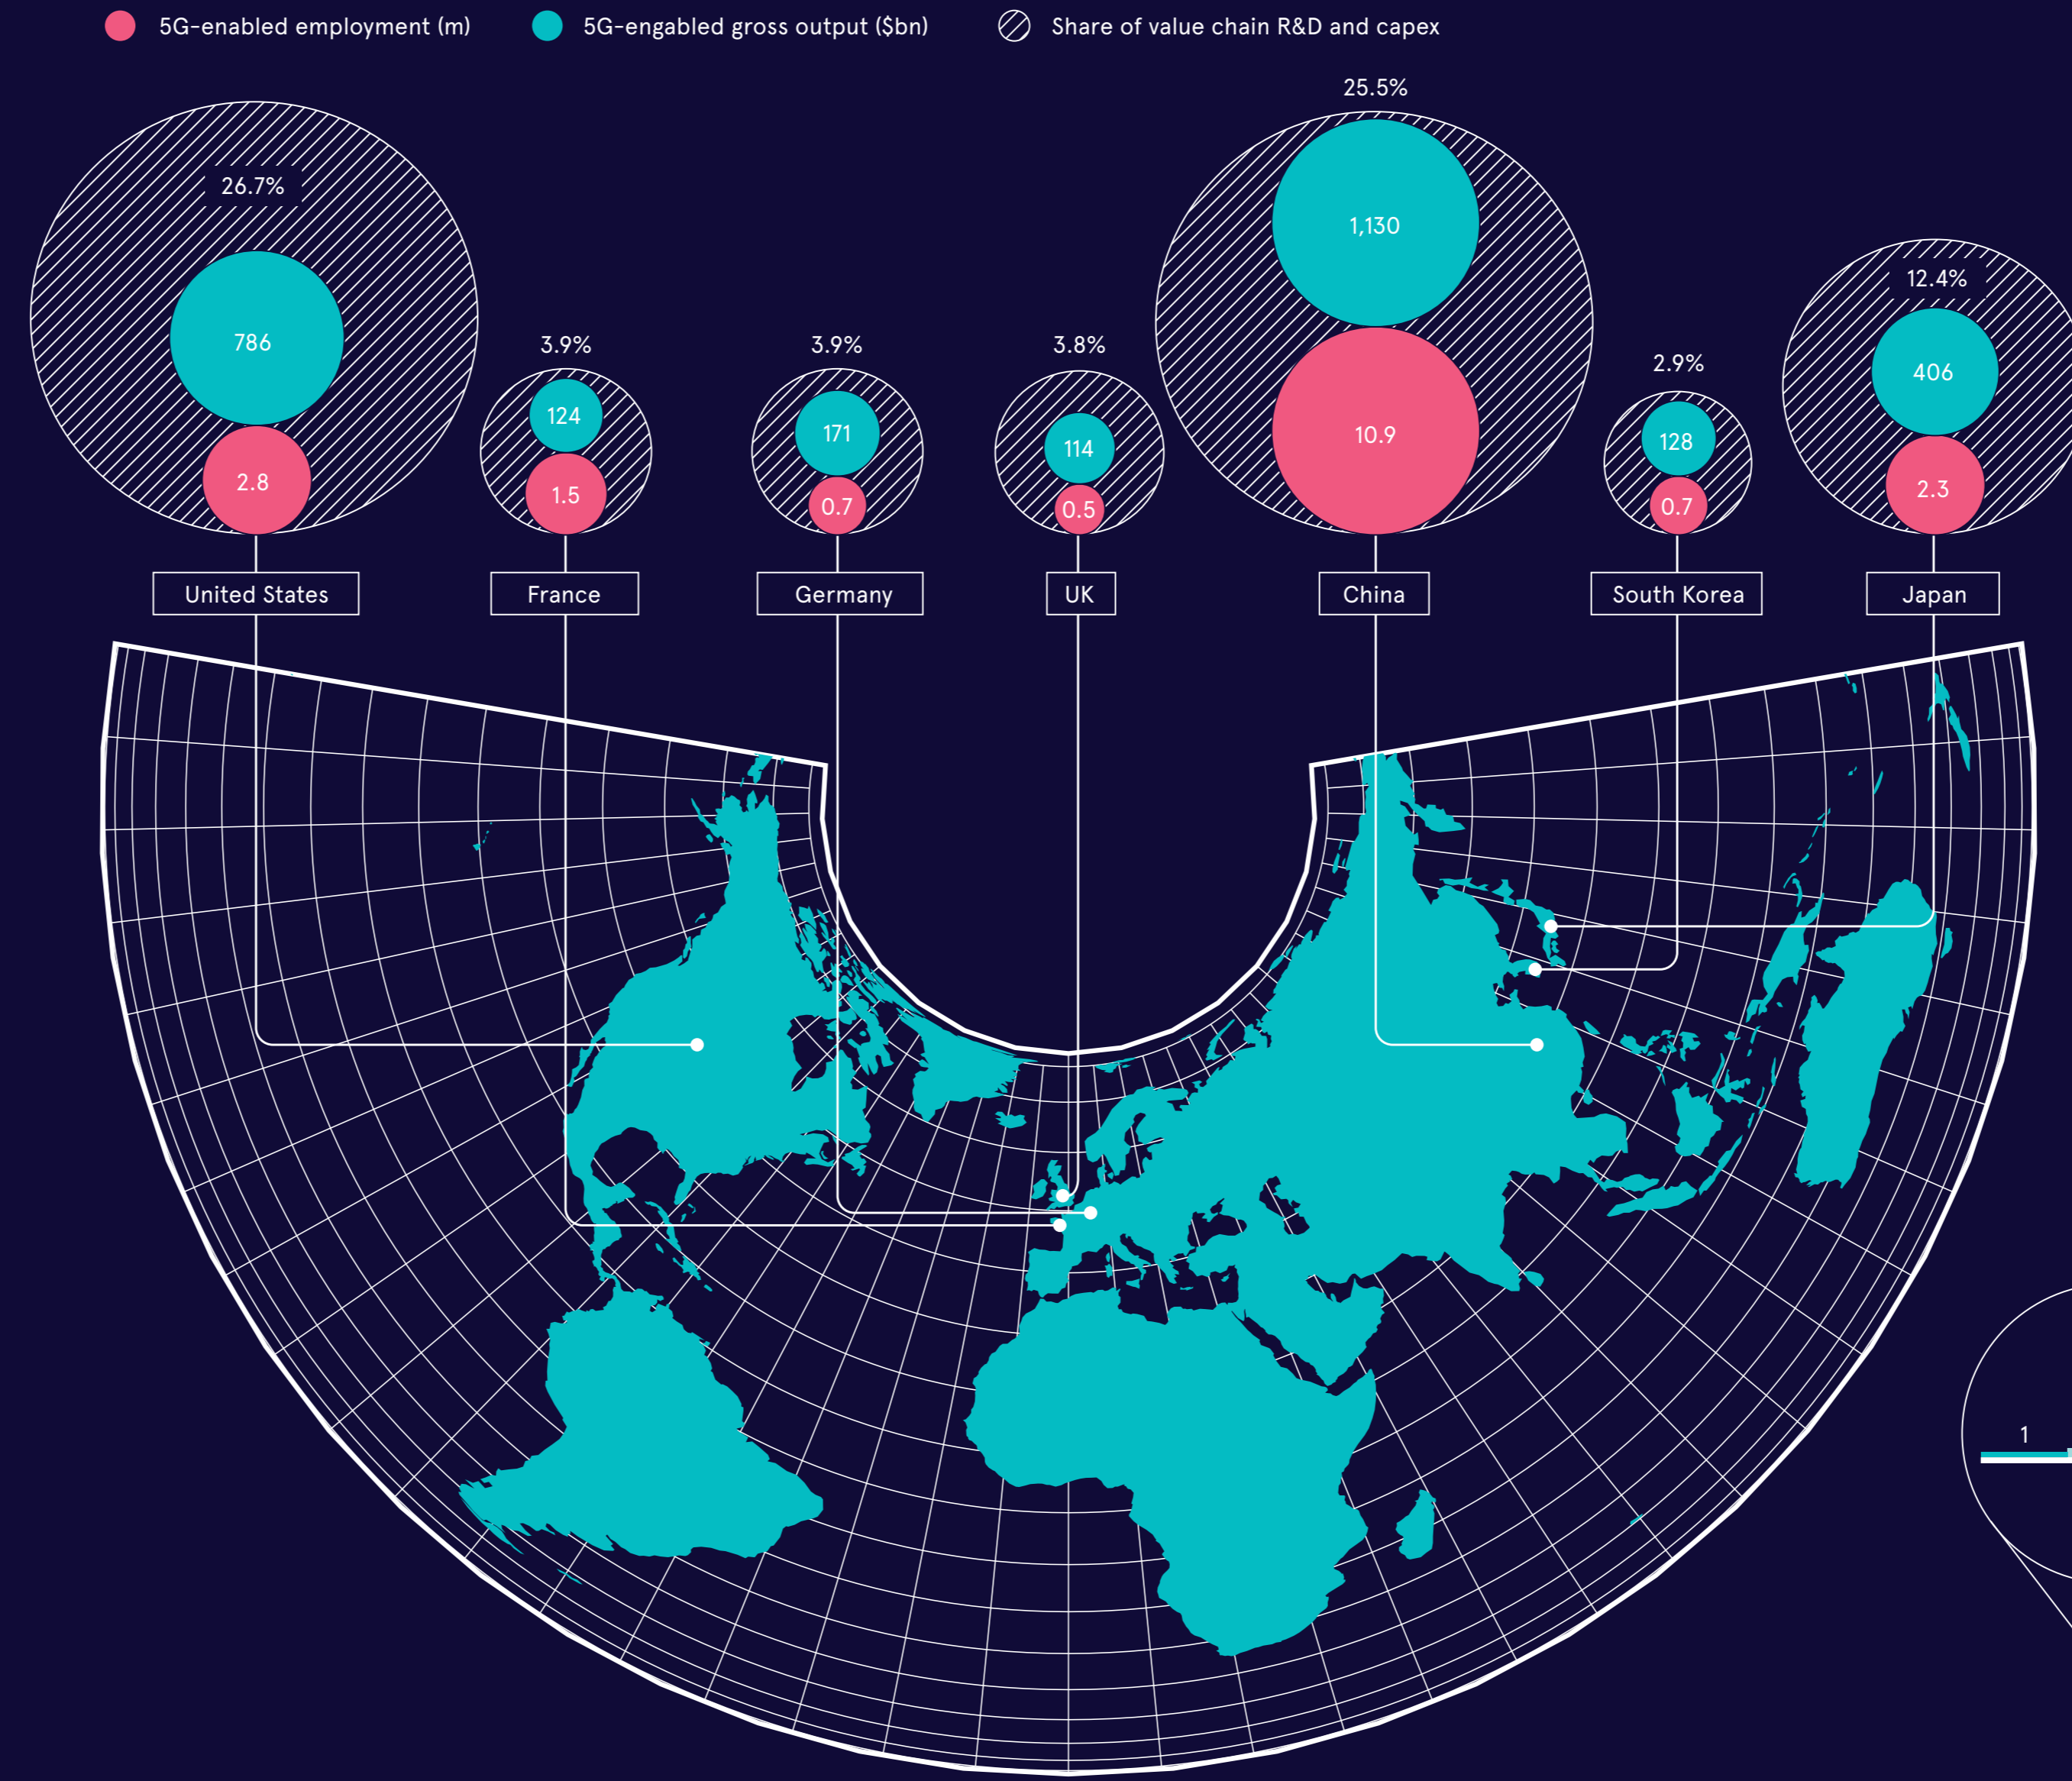 5G-enabled employment (m)
5G-engabled gross output ($bn)
Share of value chain R&D and capex
26.7%
786
2.8
United States
3.9%
124
1.5
France
3.9%
171
0.7
Germany
3.8%
114
0.5
UK
25.5%
1,130
10.9
China
2.9%
128
0.7
South Korea
12.4%
406
2.3
Japan
1